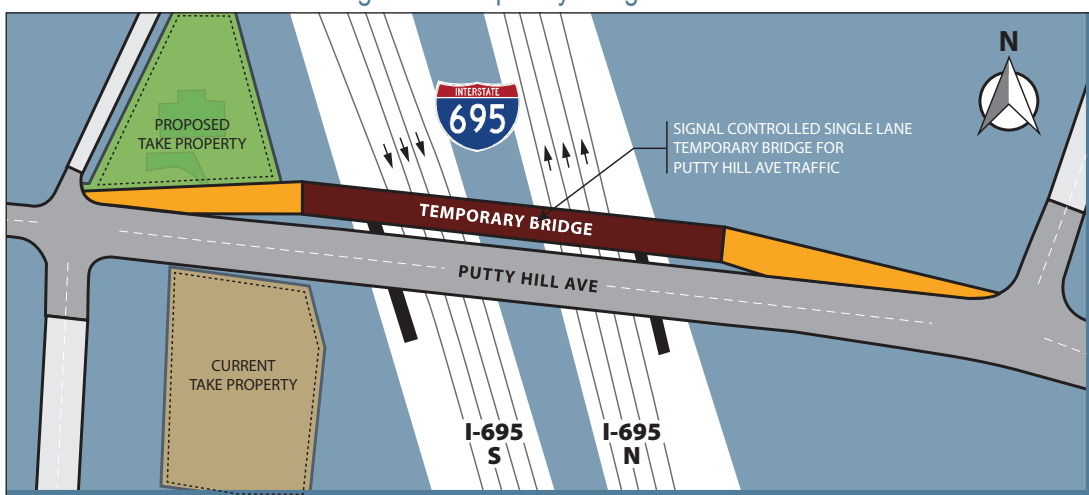 N
INTERSTATE
695
PROPOSED
TAKE PROPERTY
SIGNAL CONTROLLED SINGLE LANE
TEMPORARY BRIDGE FOR
PUTTY HILL AVE TRAFFIC
TEMPORARY BRIDGE
PUTTY HILL AVE
CURRENT
TAKE PROPERTY
I-695
S
I-695
N